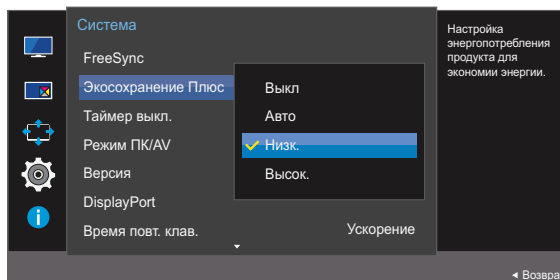 Система
FreeSync
Экосохранение Плюс
Таймер выкл.
Режим ПК/AV
Версия
DisplayPort
Время повт. клав.
Ускорение
Выкл
Авто
Низк.
Высок.
Настройка
энергопотребления
продукта для
экономии энергии.
Возвра